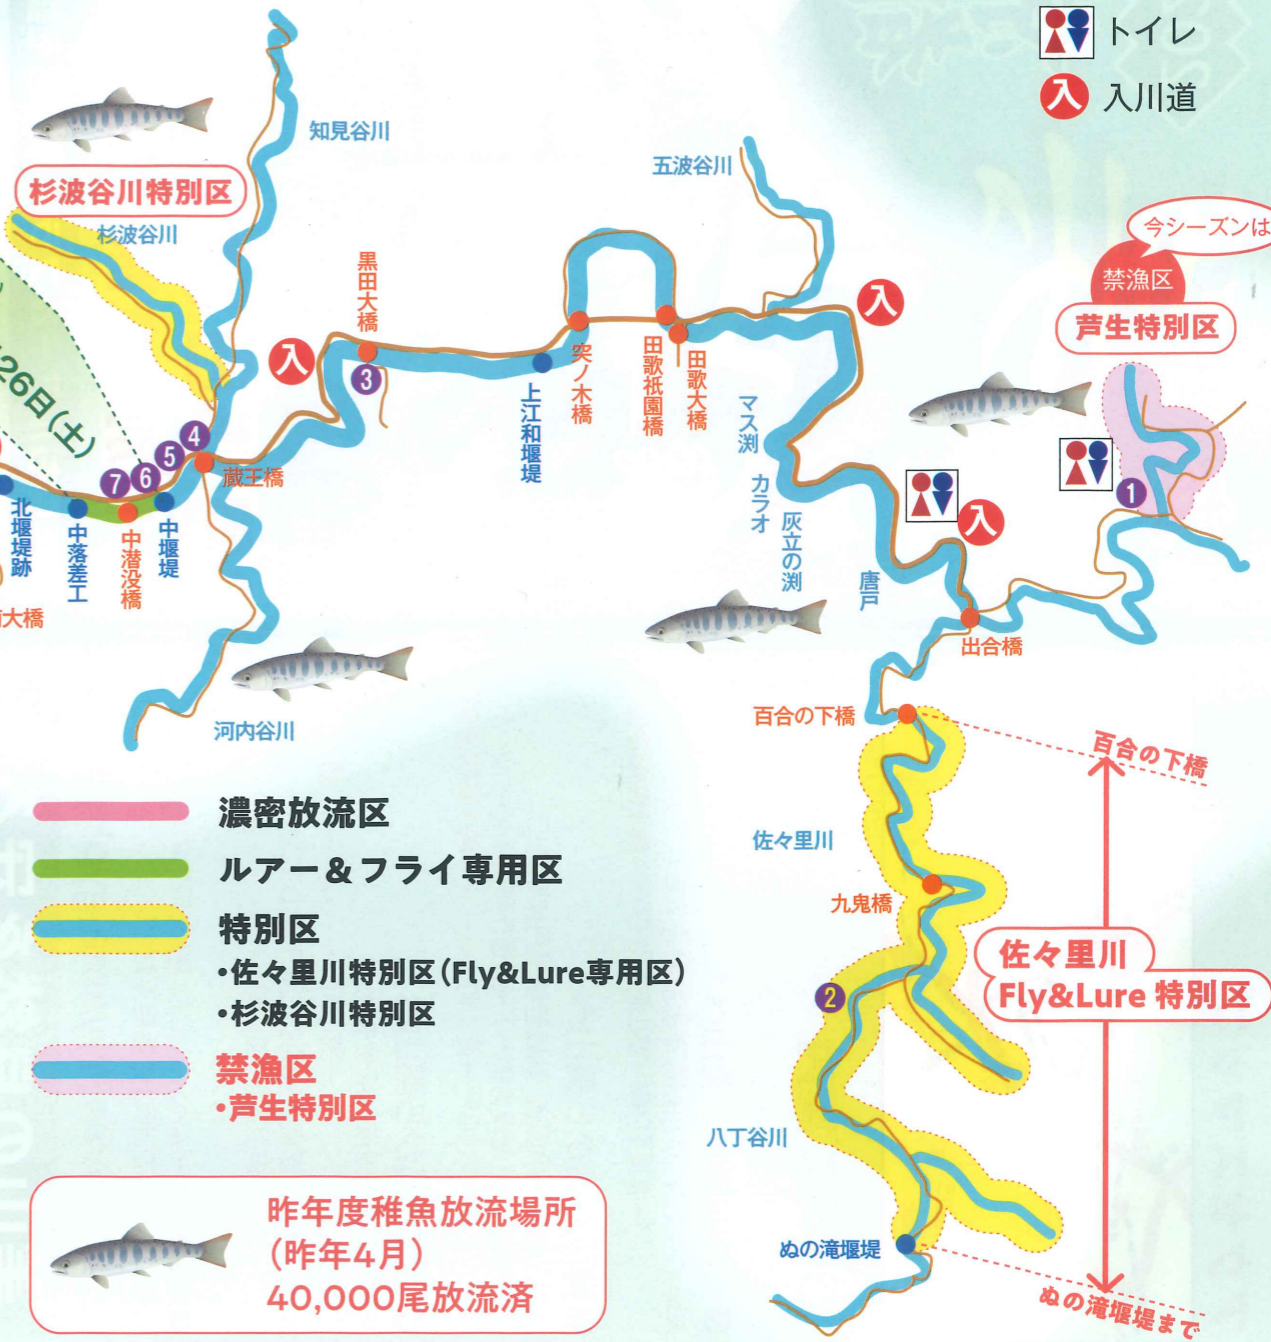 トイレ
入
入川道
知見谷川
五波谷川
杉波谷川特別区
杉波谷川
今シーズンは
禁漁区
芦生特別区
黒田大橋
入
入
26日(土)
突ノ木橋
田歌祇園橋
田歌大橋
上江和堰堤
マス渕
カラオ
灰立の渕
唐戸
入
3
4
5
6
7
1
蔵王橋
北堰堤跡
中落差工
中潜没橋
中堰堤
大橋
出合橋
河内谷川
百合の下橋
百合の下橋
佐々里川
九鬼橋
2
佐々里川
Fly&Lure 特別区
八丁谷川
ぬの滝堰堤
ぬの滝堰堤まで
濃密放流区
ルアー&フライ専用区
特別区
・佐々里川特別区(Fly&Lure専用区)
・杉波谷川特別区
禁漁区
・芦生特別区
昨年度稚魚放流場所
(昨年4月)
40,000尾放流済